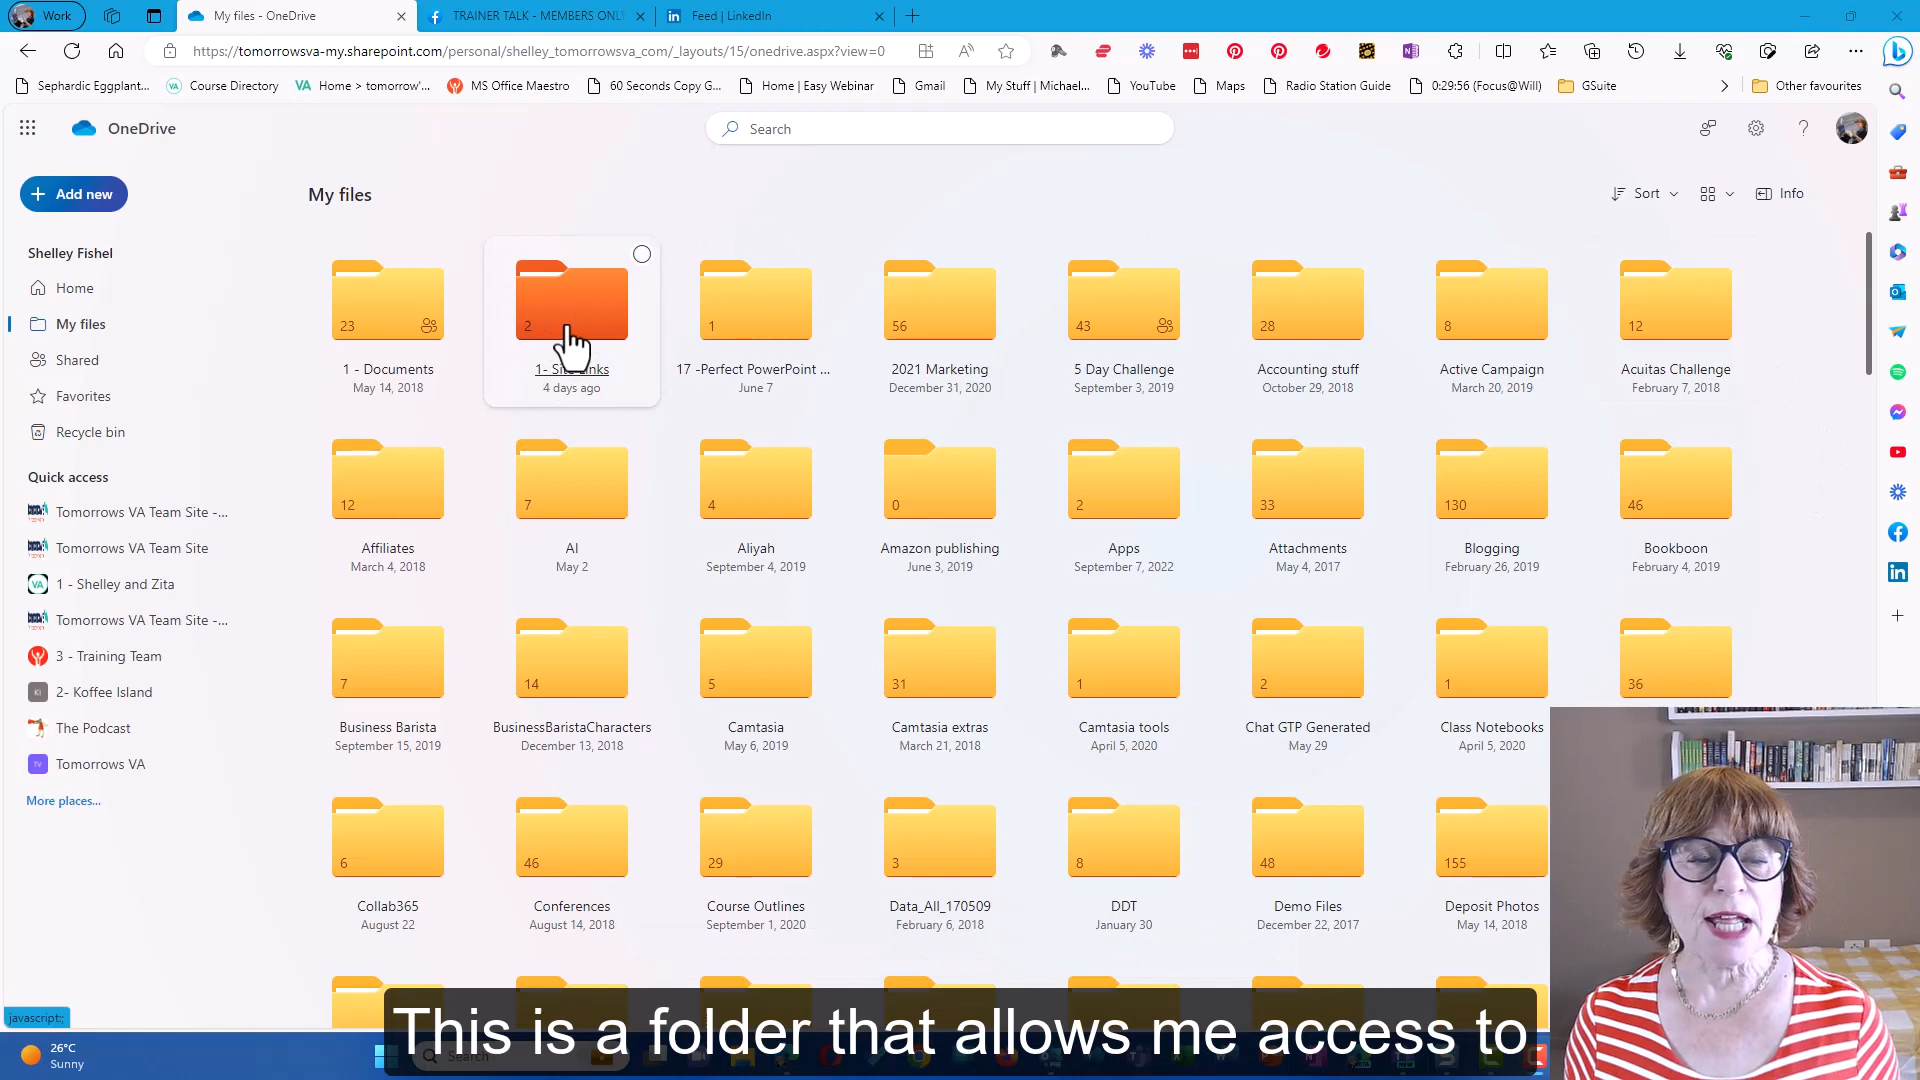 Work
My files - OneDrive
TRAINER TALK - MEMBERS ONLY
Feed | LinkedIn
https://tomorrowsva-my.sharepoint.com/personal/shelley_tomorrowsva_com/_layouts/15/onedrive.aspx?view=0
Sephardic Eggplant...
Course Directory
VA Home > tomorrow'...
MS Office Maestro
60 Seconds Copy G...
Home | Easy Webinar
Gmail
My Stuff | Michael...
YouTube
Maps
Radio Station Guide
0:29:56 (Focus@Will)
GSuite
Other favourites
OneDrive
Search
Add new
My files
Sort
Info
Shelley Fishel
Home
My files
Shared
Favorites
Recycle bin
Quick access
Tomorrows VA Team Site -...
Tomorrows VA Team Site
VA 1 - Shelley and Zita
Tomorrows VA Team Site -...
3 - Training Team
KI 2- Koffee Island
The Podcast
TV Tomorrows VA
More places...
23 2 1 56 43 28 8 12
1 - Documents
May 14, 2018
4 days ago
17 -Perfect PowerPoint ...
June 7
2021 Marketing
December 31, 2020
5 Day Challenge
September 3, 2019
Accounting stuff
October 29, 2018
Active Campaign
March 20, 2019
Acuitas Challenge
February 7, 2018
12 7 4 0 2 33 130 46
Affiliates
March 4, 2018
AI
May 2
Aliyah
September 4, 2019
Amazon publishing
June 3, 2019
Apps
September 7, 2022
Attachments
May 4, 2017
Blogging
February 26, 2019
Bookboon
February 4, 2019
7 14 5 31 1 2 1 36
Business Barista
September 15, 2019
BusinessBaristaCharacters
December 13, 2018
Camtasia
May 6, 2019
Camtasia extras
March 21, 2018
Camtasia tools
April 5, 2020
Chat GTP Generated
May 29
Class Notebooks
April 5, 2020
6 46 29 3 8 48 155
Collab365
August 22
Conferences
August 14, 2018
Course Outlines
September 1, 2020
Data_All_170509
February 6, 2018
DDT
January 30
Demo Files
December 22, 2017
Deposit Photos
May 14, 2018
javascript:;
This is a folder that allows me access to
26°C
Sunny
Search